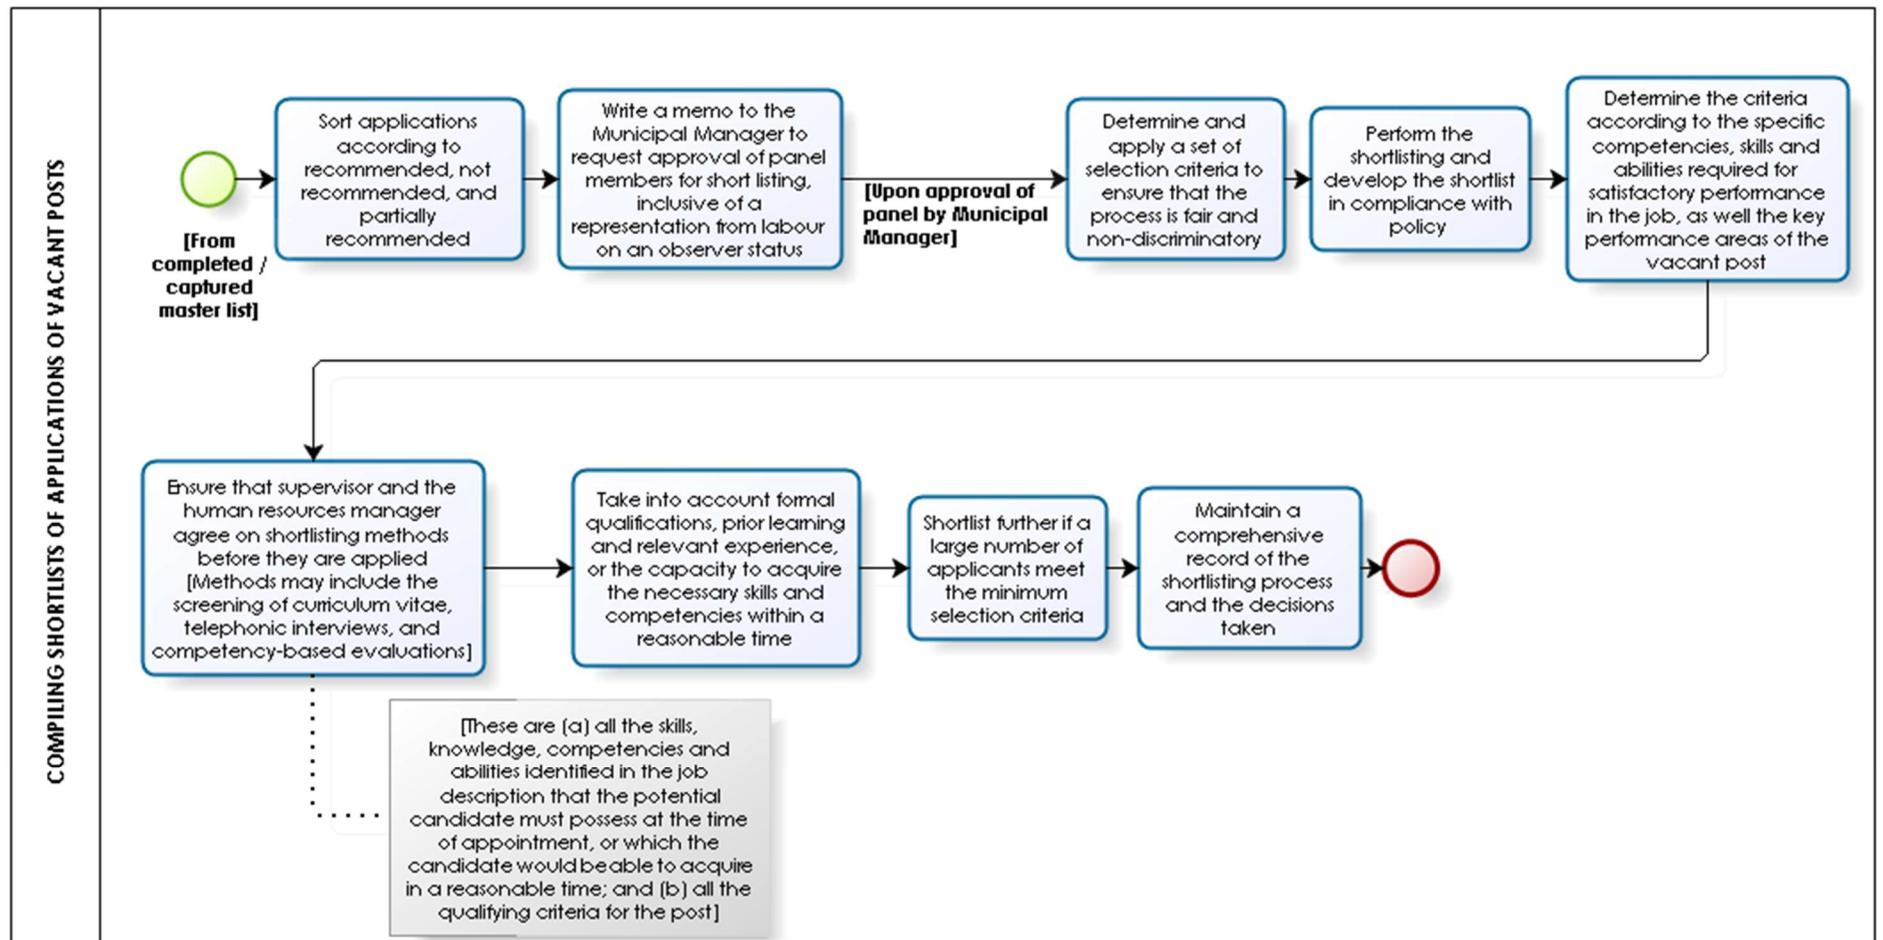 COMPILING SHORTLISTS OF APPLICATIONS OF VACANT POSTS
[From
completed /
captured
master list]
Sort applications
according to
recommended, not
recommended, and
partially
recommended
Write a memo to the
Municipal Manager to
request approval of panel
members for short listing,
inclusive of a
representation from labour
on an observer status
[Upon approval of
panel by Municipal
Manager]
Determine and
apply a set of
selection criteria to
ensure that the
process is fair and
non-discriminatory
Perform the
shortlisting and
develop the shortlist
in compliance with
policy
Determine the criteria
according to the specific
competencies, skills and
abilities required for
satisfactory performance
in the job, as well the key
performance areas of the
vacant post
Ensure that supervisor and the
human resources manager
agree on shortlisting methods
before they are applied
[Methods may include the
screening of curriculum vitae,
telephonic interviews, and
competency-based evaluations]
Take into account formal
qualifications, prior learning
and relevant experience,
or the capacity to acquire
the necessary skills and
competencies within a
reasonable time
Shortlist further if a
large number of
applicants meet
the minimum
selection criteria
Maintain a
comprehensive
record of the
shortlisting process
and the decisions
taken
[These are (a) all the skills,
knowledge, competencies and
abilities identified in the job
description that the potential
candidate must possess at the time
of appointment, or which the
candidate would be able to acquire
in a reasonable time; and (b) all the
qualifying criteria for the post]